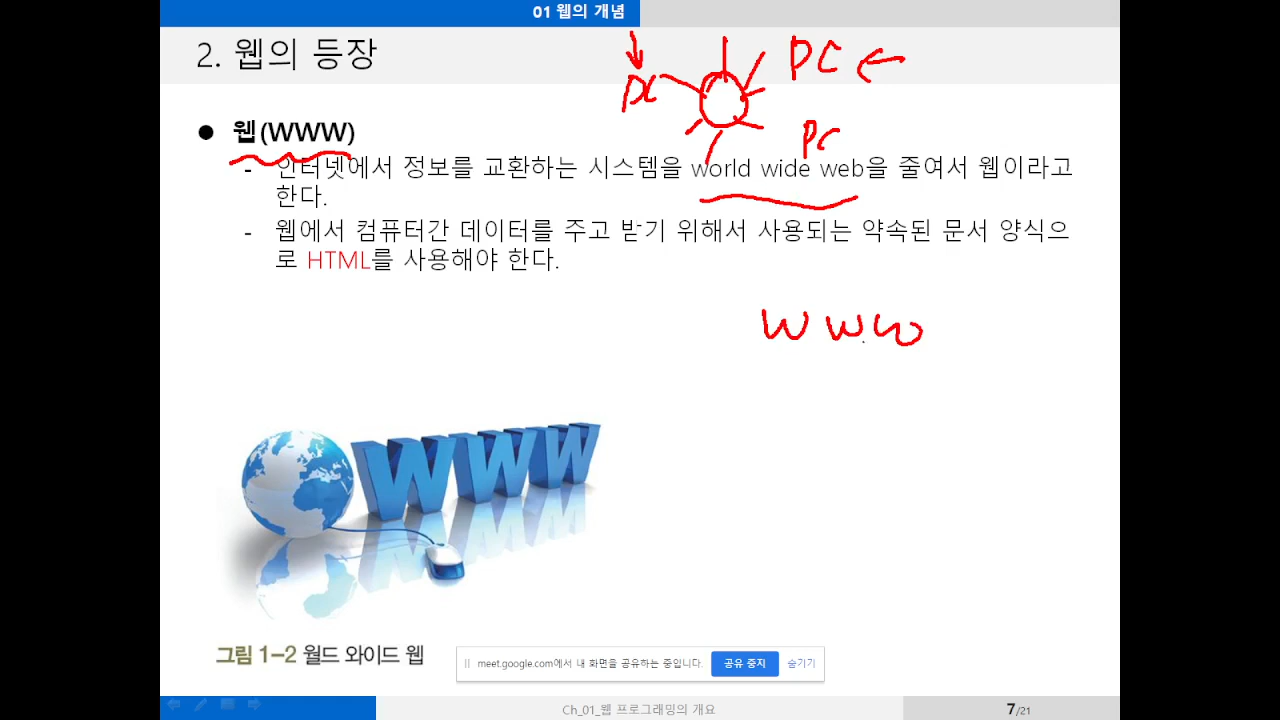 01 웹의 개념
2. 웹의 등장
PC
PC
PC
● 웹(WWW)
- 인터넷에서 정보를 교환하는 시스템을 world wide web을 줄여서 웹이라고
한다.
- 웹에서 컴퓨터간 데이터를 주고 받기 위해서 사용되는 약속된 문서 양식으
로 HTML를 사용해야 한다.
WWW
WWW
그림 1-2 월드 와이드 웹
meet.google.com에서 내 화면을 공유하는 중입니다.
공유 중지
숨기기
Ch_01_웹 프로그래밍의 개요
7/21